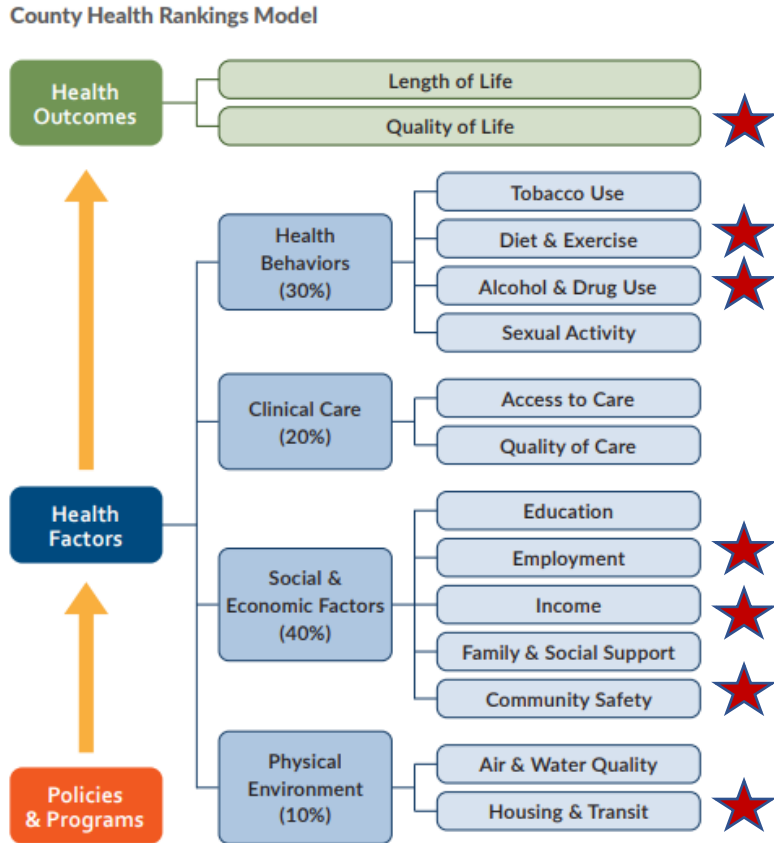 County Health Rankings Model
Health
Outcomes
Length of Life
Quality of Life
Health
Behaviors
(30%)
Tobacco Use
Diet & Exercise
Alcohol & Drug Use
Sexual Activity
Clinical Care
(20%)
Access to Care
Quality of Care
Health
Factors
Social &
Economic Factors
(40%)
Education
Employment
Income
Family & Social Support
Community Safety
Physical
Environment
(10%)
Air & Water Quality
Housing & Transit
Policies
& Programs